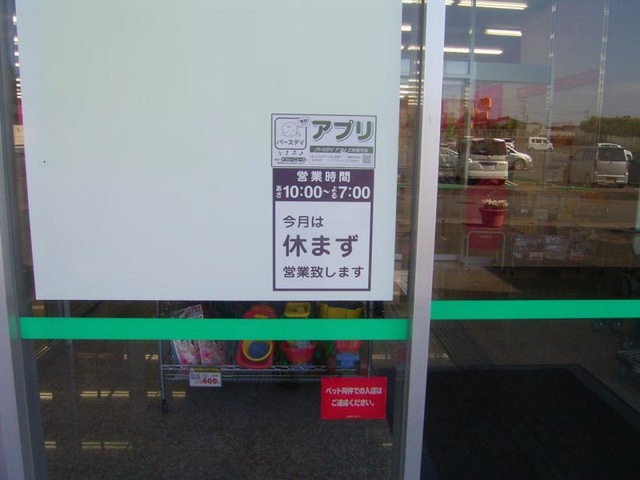 バースデイ
アプリ
営業時間
あさ10:00〜よる7:00
今月は
休まず
営業致します
ペット同伴での入店は
ご遠慮ください。